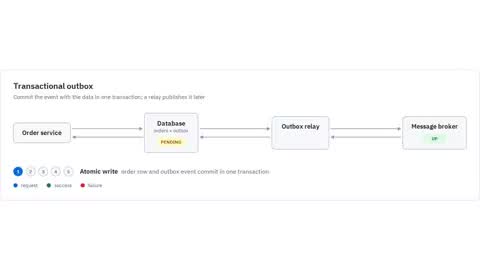 Transactional outbox
Commit the event with the data in one transaction; a relay publishes it later
Order service
Database
orders + outbox
PENDING
Outbox relay
Message broker
UP
1 2 3 4 5 Atomic write order row and outbox event commit in one transaction
request success failure